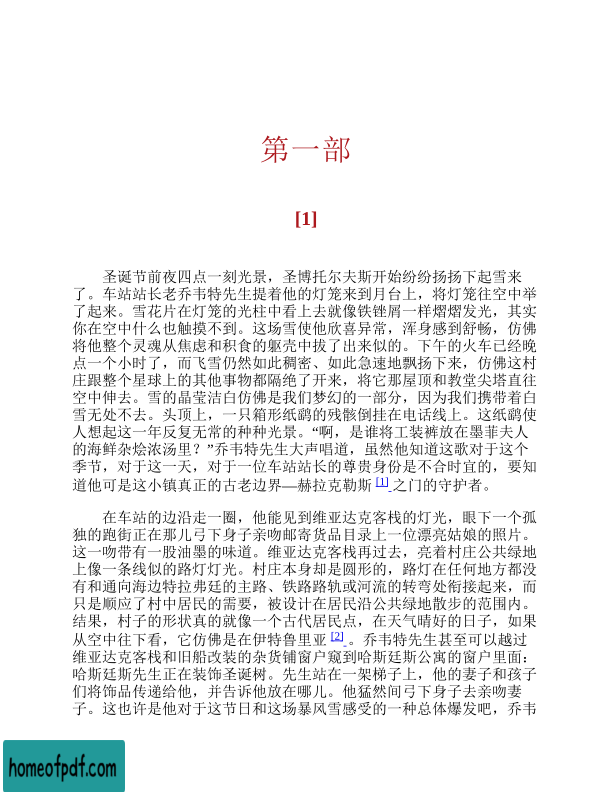 第一部
[1]
圣诞节前夜四点一刻光景，圣博托尔夫斯开始纷纷扬扬下起雪来
了。车站站长老乔韦特先生提着他的灯笼来到月台上，将灯笼往空中举
了起来。雪花片在灯笼的光柱中看上去就像铁锉屑一样熠熠发光，其实
你在空中什么也触摸不到。这场雪使他欣喜异常，浑身感到舒畅，仿佛
将他整个灵魂从焦虑和积食的躯壳中拔了出来似的。下午的火车已经晚
点一个小时了，而飞雪仍然如此稠密、如此急速地飘扬下来，仿佛这村
庄跟整个星球上的其他事物都隔绝了开来，将它那屋顶和教堂尖塔直往
空中伸去。雪的晶莹洁白仿佛是我们梦幻的一部分，因为我们携带着白
雪无处不去。头顶上，一只箱形纸鹞的残骸倒挂在电话线上。这纸鹞使
人想起这一年反复无常的种种光景。“啊，是谁将工装裤放在墨菲夫人
的海鲜杂烩浓汤里？”乔韦特先生大声唱道，虽然他知道这歌对于这个
季节，对于这一天，对于一位车站站长的尊贵身份是不合时宜的，要知
道他可是这小镇真正的古老边界—赫拉克勒斯[1]之门的守护者。
在车站的边沿走一圈，他能见到维亚达克客栈的灯光，眼下一个孤
独的跑街正在那儿弓下身子亲吻邮寄货品目录上一位漂亮姑娘的照片。
这一吻带有一股油墨的味道。维亚达克客栈再过去，亮着村庄公共绿地
上像一条线似的路灯灯光。村庄本身却是圆形的，路灯在任何地方都没
有和通向海边特拉弗廷的主路、铁路路轨或河流的转弯处衔接起来，而
只是顺应了村中居民的需要，被设计在居民沿公共绿地散步的范围内。
结果，村子的形状真的就像一个古代居民点，在天气晴好的日子，如果
从空中往下看，它仿佛是在伊特鲁里亚[2]。乔韦特先生甚至可以越过
维亚达克客栈和旧船改装的杂货铺窗户窥到哈斯廷斯公寓的窗户里面：
哈斯廷斯先生正在装饰圣诞树。先生站在一架梯子上，他的妻子和孩子
们将饰品传递给他，并告诉他放在哪儿。他猛然间弓下身子去亲吻妻
子。这也许是他对于这节日和这场暴风雪感受的一种总体爆发吧，乔韦
homeofpdf.com